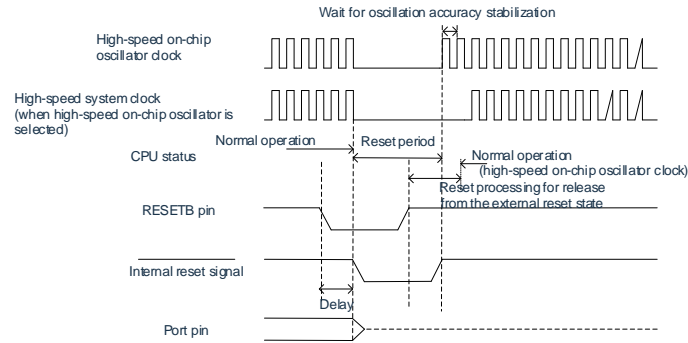 Wait for oscillation accuracy stabilization
High-speed on-chip
oscillator clock
High-speed system clock
(when high-speed on-chip oscillator is
selected)
Normal operation
Reset period
CPU status
Normal operation
(high-speed on-chip oscillator clock)
Reset processing for release
from the external reset state
RESETB pin
Internal reset signal
Delay
Port pin